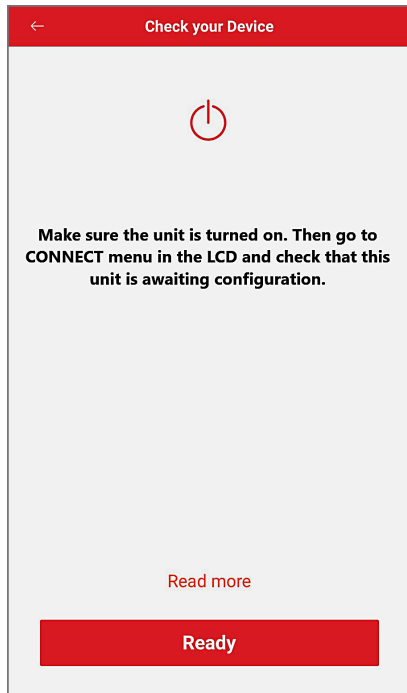 Check your Device
Make sure the unit is turned on. Then go to
CONNECT menu in the LCD and check that this
unit is awaiting configuration.
Read more
Ready